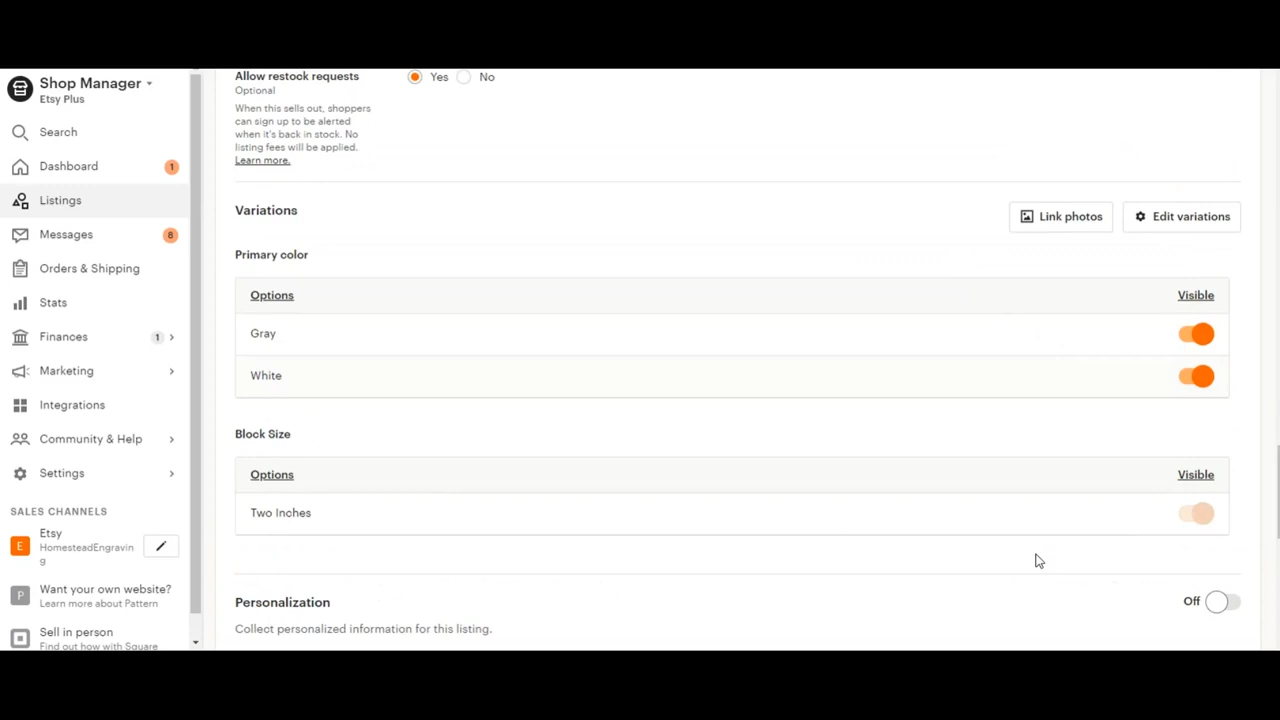 Shop Manager
Etsy Plus
Search
Dashboard 1
Listings
Messages 8
Orders & Shipping
Stats
Finances 1
Marketing
Integrations
Community & Help
Settings
SALES CHANNELS
E
Etsy
HomesteadEngravin
g
P
Want your own website?
Learn more about Pattern
Sell in person
Find out how with Square
Allow restock requests
Optional
When this sells out, shoppers
can sign up to be alerted
when it's back in stock. No
listing fees will be applied.
Learn more.
Yes No
Variations
Link photos Edit variations
Primary color
Options Visible
Gray
White
Block Size
Options Visible
Two Inches
Personalization Off
Collect personalized information for this listing.